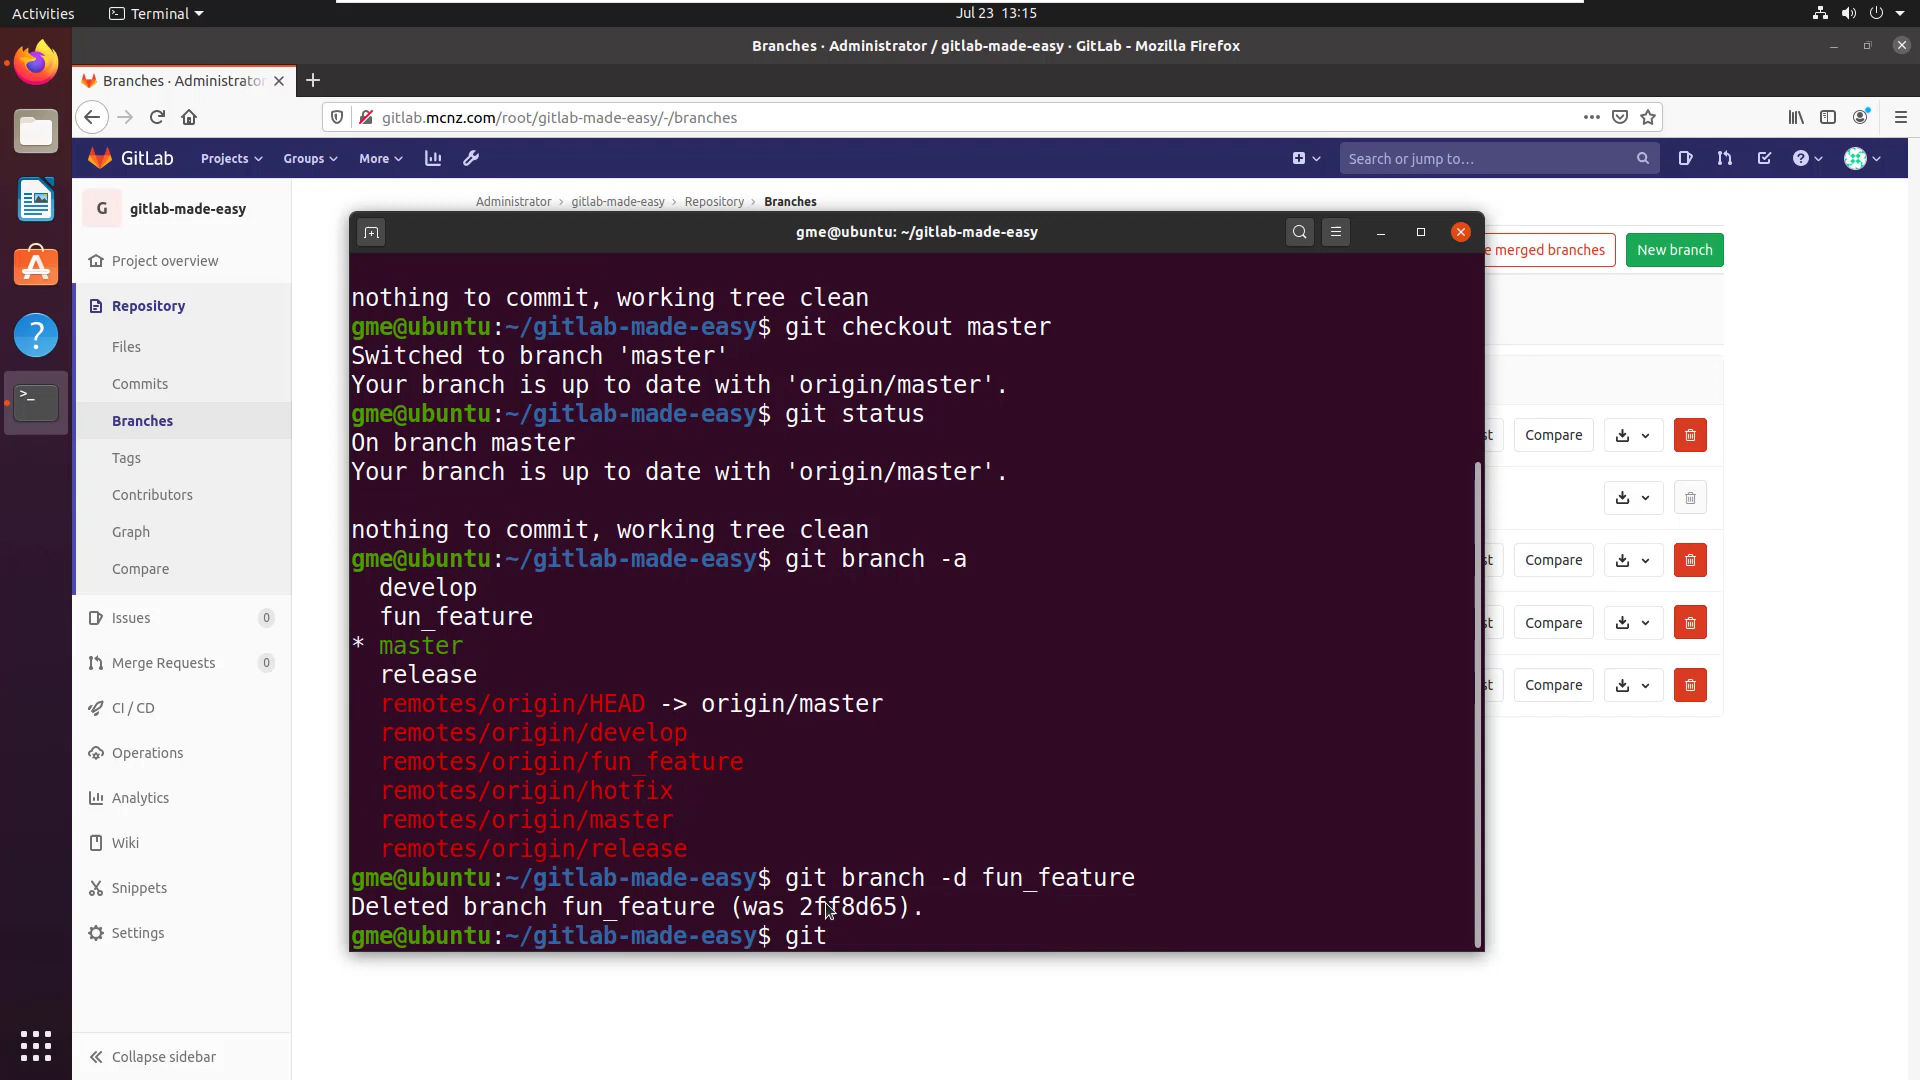 Activities
Terminal
Jul 23 13:15
Branches · Administrator / gitlab-made-easy · GitLab - Mozilla Firefox
Branches · Administrator
gitlab.mcnz.com/root/gitlab-made-easy/-/branches
GitLab
Projects
Groups
More
Search or jump to…
G
gitlab-made-easy
Administrator > gitlab-made-easy > Repository > Branches
Project overview
Repository
Files
Commits
Branches
Tags
Contributors
Graph
Compare
Issues 0
Merge Requests 0
CI / CD
Operations
Analytics
Wiki
Snippets
Settings
Collapse sidebar
gme@ubuntu: ~/gitlab-made-easy
nothing to commit, working tree clean
gme@ubuntu:~/gitlab-made-easy$ git checkout master
Switched to branch 'master'
Your branch is up to date with 'origin/master'.
gme@ubuntu:~/gitlab-made-easy$ git status
On branch master
Your branch is up to date with 'origin/master'.
nothing to commit, working tree clean
gme@ubuntu:~/gitlab-made-easy$ git branch -a
develop
fun_feature
* master
release
remotes/origin/HEAD -> origin/master
remotes/origin/develop
remotes/origin/fun_feature
remotes/origin/hotfix
remotes/origin/master
remotes/origin/release
gme@ubuntu:~/gitlab-made-easy$ git branch -d fun_feature
Deleted branch fun_feature (was 2ff8d65).
gme@ubuntu:~/gitlab-made-easy$ git
e merged branches
New branch
st Compare
st Compare
st Compare
st Compare